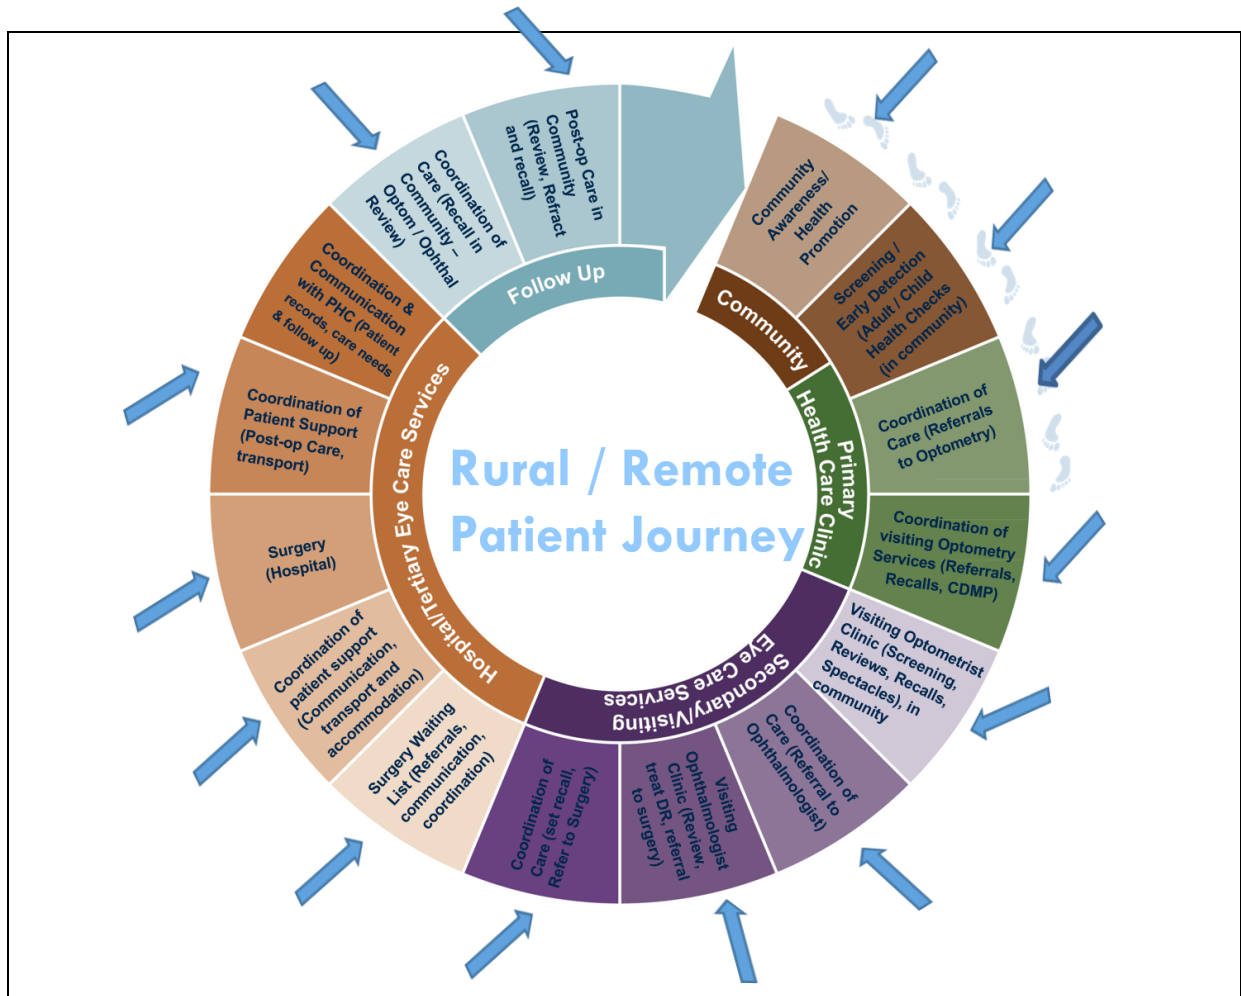 Rural / Remote
Patient Journey
Community
Community
Awareness/
Health
Promotion
Screening /
Early Detection
(Adult / Child
Health Checks
(in community)
Primary
Health Care Clinic
Coordination of
Care (Referrals
to Optometry)
Coordination of
visiting Optometry
Services (Referrals,
Recalls, CDMP)
Secondary/Visiting
Eye Care Services
Visiting Optometrist
Clinic (Screening,
Reviews, Recalls,
Spectacles), in
community
Coordination of
Care (Referral to
Ophthalmologist)
Visiting
Ophthalmologist
Clinic (Review,
treat DR, referral
to surgery)
Coordination of
Care (set recall,
Refer to Surgery)
Hospital/Tertiary Eye Care Services
Surgery Waiting
List (Referrals,
communication,
coordination)
Coordination of
patient support
(Communication,
transport and
accommodation)
Surgery
(Hospital)
Coordination of
Patient Support
(Post-op Care,
transport)
Coordination &
Communication
with PHC (Patient
records, care needs
& follow up)
Follow Up
Coordination of
Care (Recall in
Community –
Optom / Ophthal
Review)
Post-op Care in
Community
(Review, Refract
and recall)